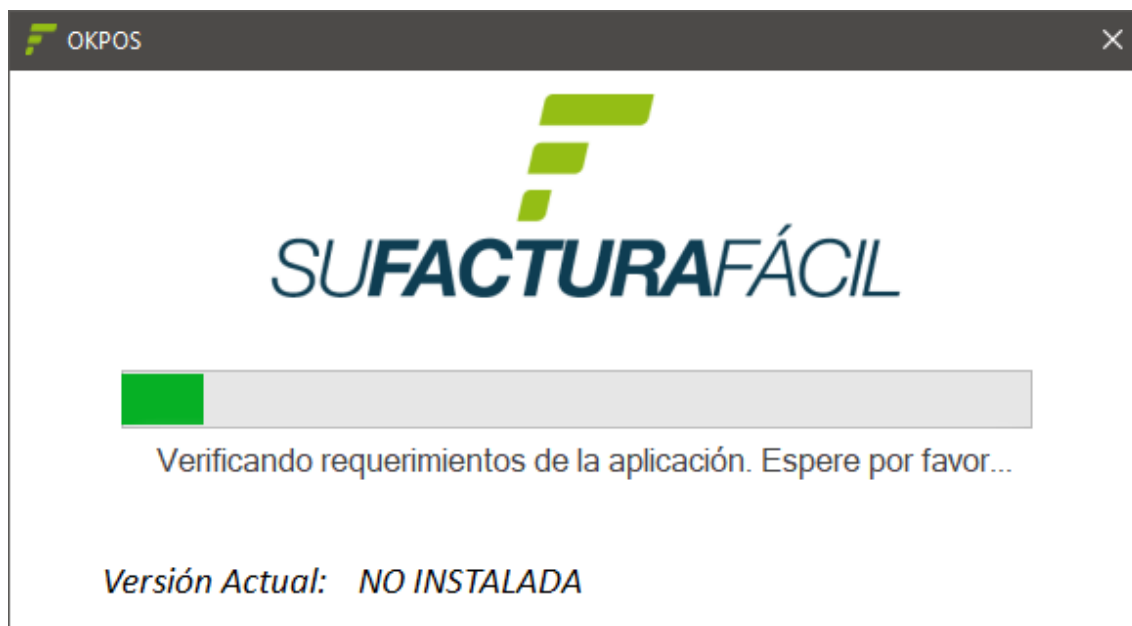 OKPOS
SUFACTURAFÁCIL
Verificando requerimientos de la aplicación. Espere por favor...
Versión Actual: NO INSTALADA